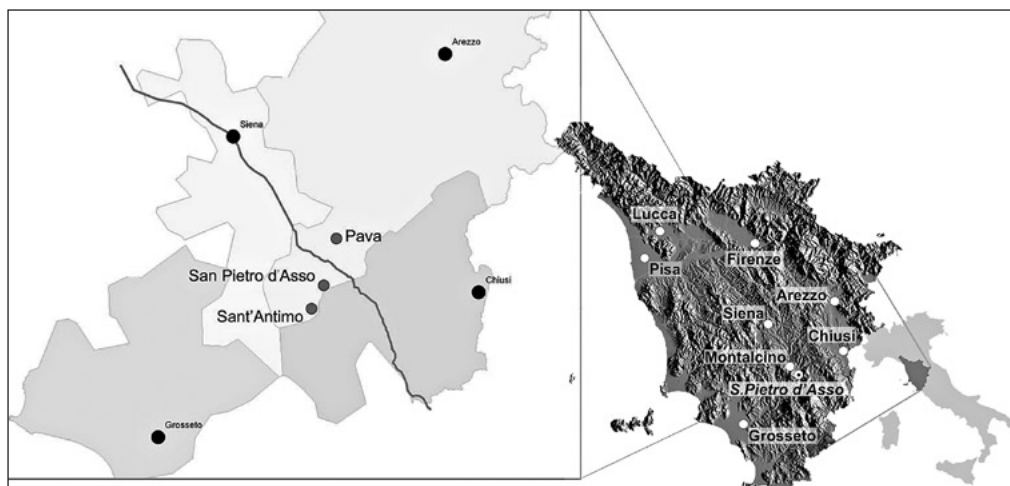 Arezzo
Siena
Pava
San Pietro d'Asso
Chiusi
Sant'Antimo
Grosseto
Lucca
Firenze
Pisa
Arezzo
Siena
Chiusi
Montalcino
S.Pietro d'Asso
Grosseto